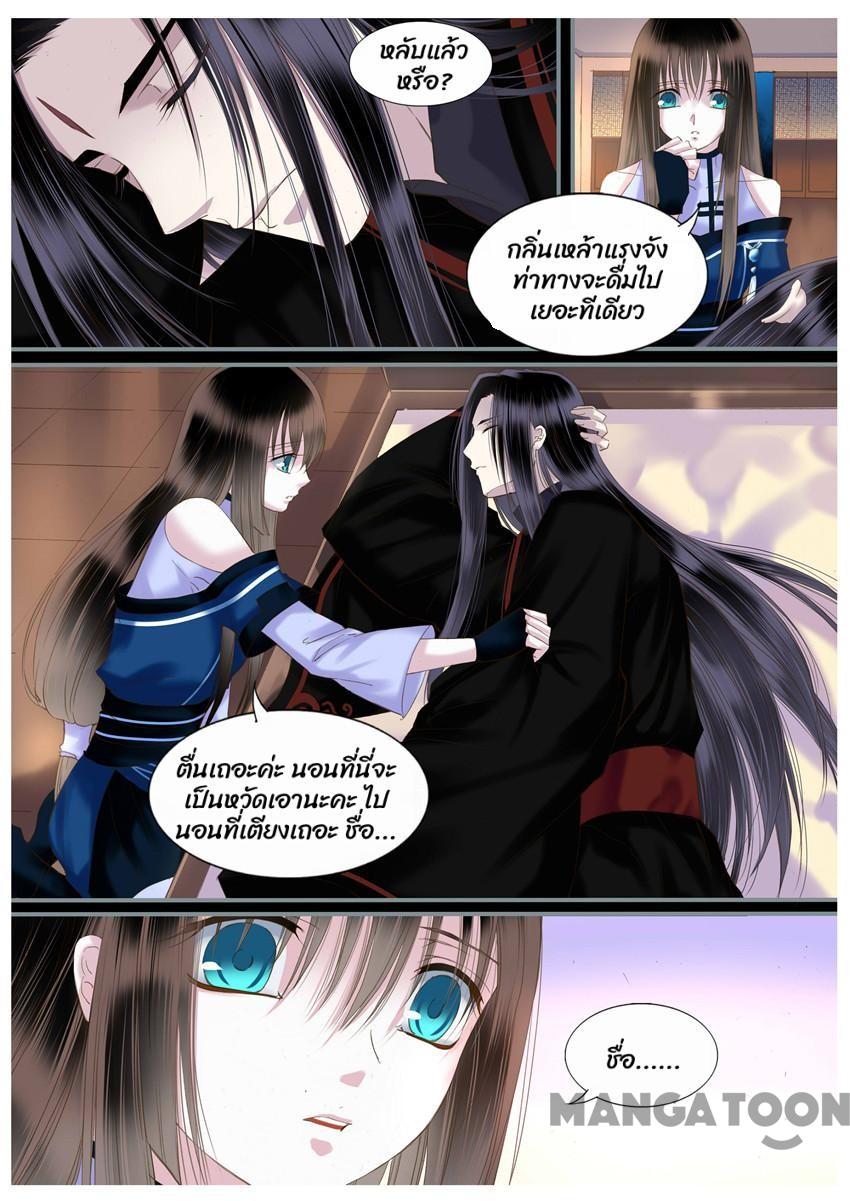 หลับแล้ว
หรือ?
กลิ่นเหล้าแรงจัง
ท่าทางจะดื่มไป
เยอะทีเดียว
ตื่นเถอะค่ะ นอนที่นี่จะ
เป็นหวัดเอานะคะ ไป
นอนที่เตียงเถอะ ชื่อ...
ชื่อ......
MANGATOON